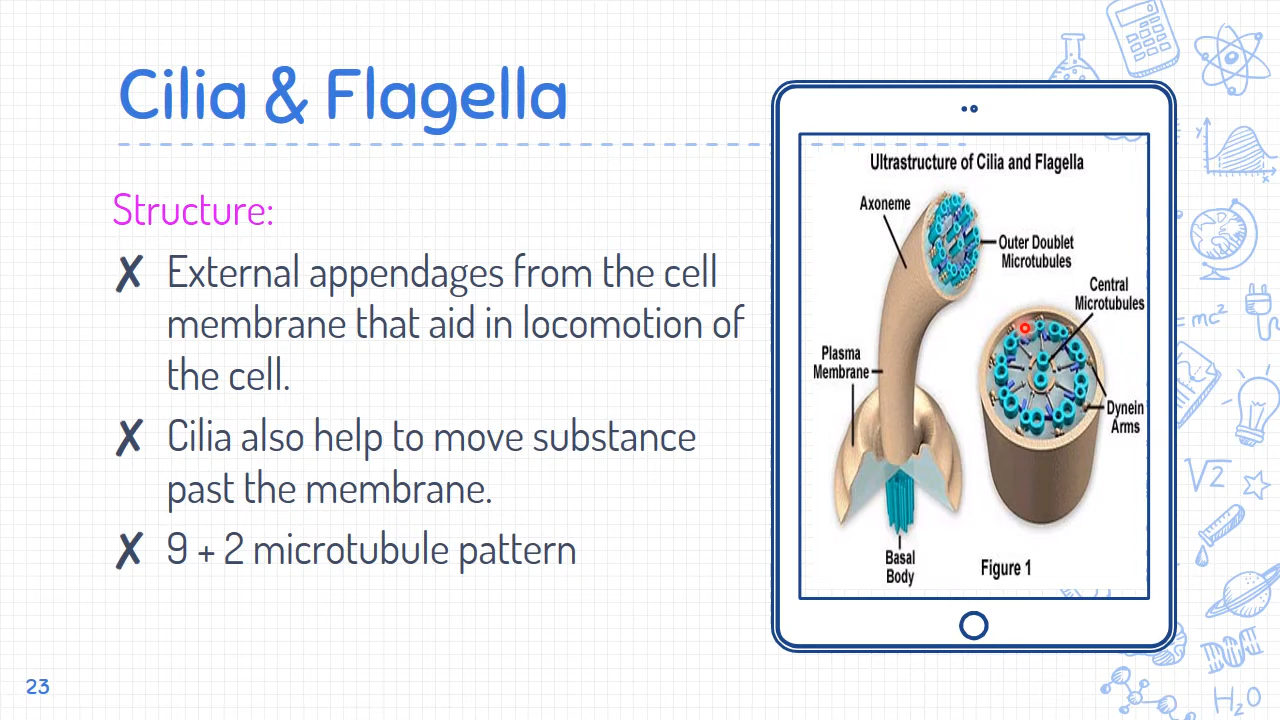 Cilia & Flagella
Structure:
✗ External appendages from the cell
membrane that aid in locomotion of
the cell.
✗ Cilia also help to move substance
past the membrane.
✗ 9 + 2 microtubule pattern
23
Ultrastructure of Cilia and Flagella
Axoneme
Outer Doublet
Microtubules
Central
Microtubules
Plasma
Membrane
Dynein
Arms
Basal
Body
Figure 1
y
x
= mc²
√2
H₂O